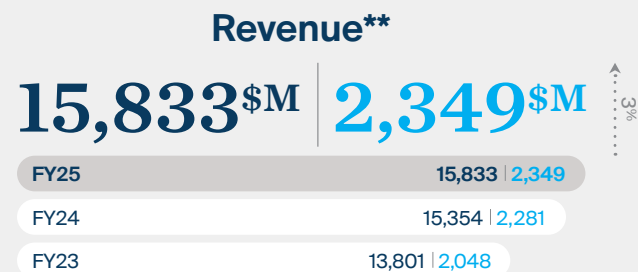 Revenue**
15,833$M | 2,349$M
3%
FY25 15,833 | 2,349
FY24 15,354 | 2,281
FY23 13,801 | 2,048